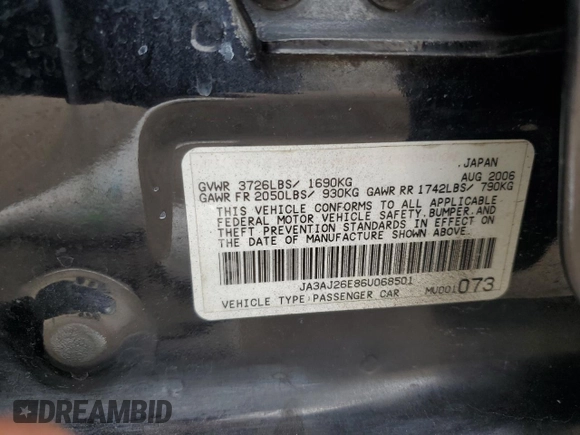 JAPAN
GVWR 3726LBS/ 1690KG AUG 2006
GAWR FR 2050LBS/ 930KG GAWR RR 1742LBS/ 790KG
THIS VEHICLE CONFORMS TO ALL APPLICABLE
FEDERAL MOTOR VEHICLE SAFETY, BUMPER, AND
THEFT PREVENTION STANDARDS IN EFFECT ON
THE DATE OF MANUFACTURE SHOWN ABOVE.
JA3AJ26E86U068501
VEHICLE TYPE:PASSENGER CAR MU001073
DREAMBID